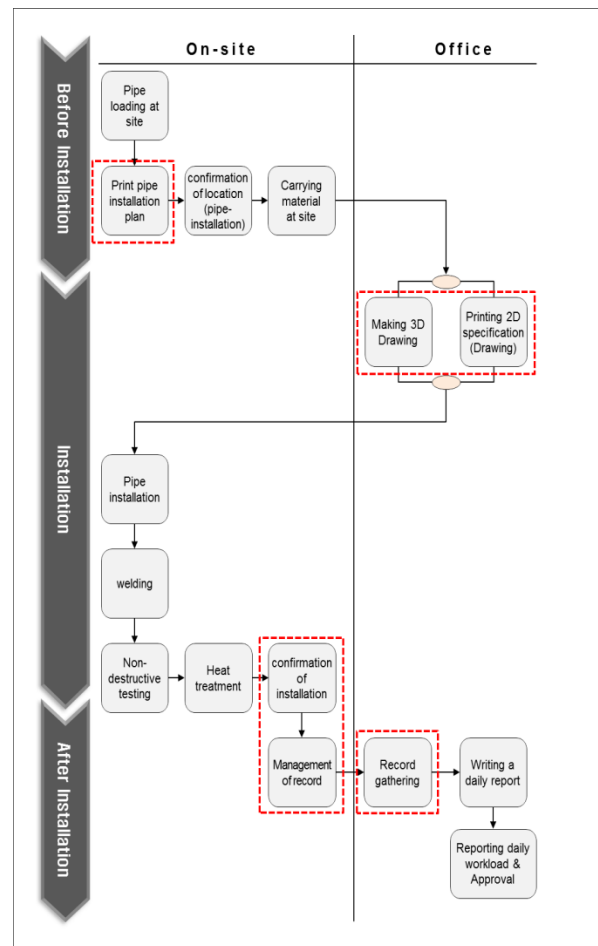 On-site
Office
Before Installation
Pipe
loading at
site
Print pipe
installation
plan
confirmation
of location
(pipe-
installation)
Carrying
material
at site
Installation
Making 3D
Drawing
Printing 2D
specification
(Drawing)
Pipe
installation
welding
Non-
destructive
testing
Heat
treatment
confirmation
of
installation
After Installation
Management
of record
Record
gathering
Writing a
daily report
Reporting daily
workload &
Approval